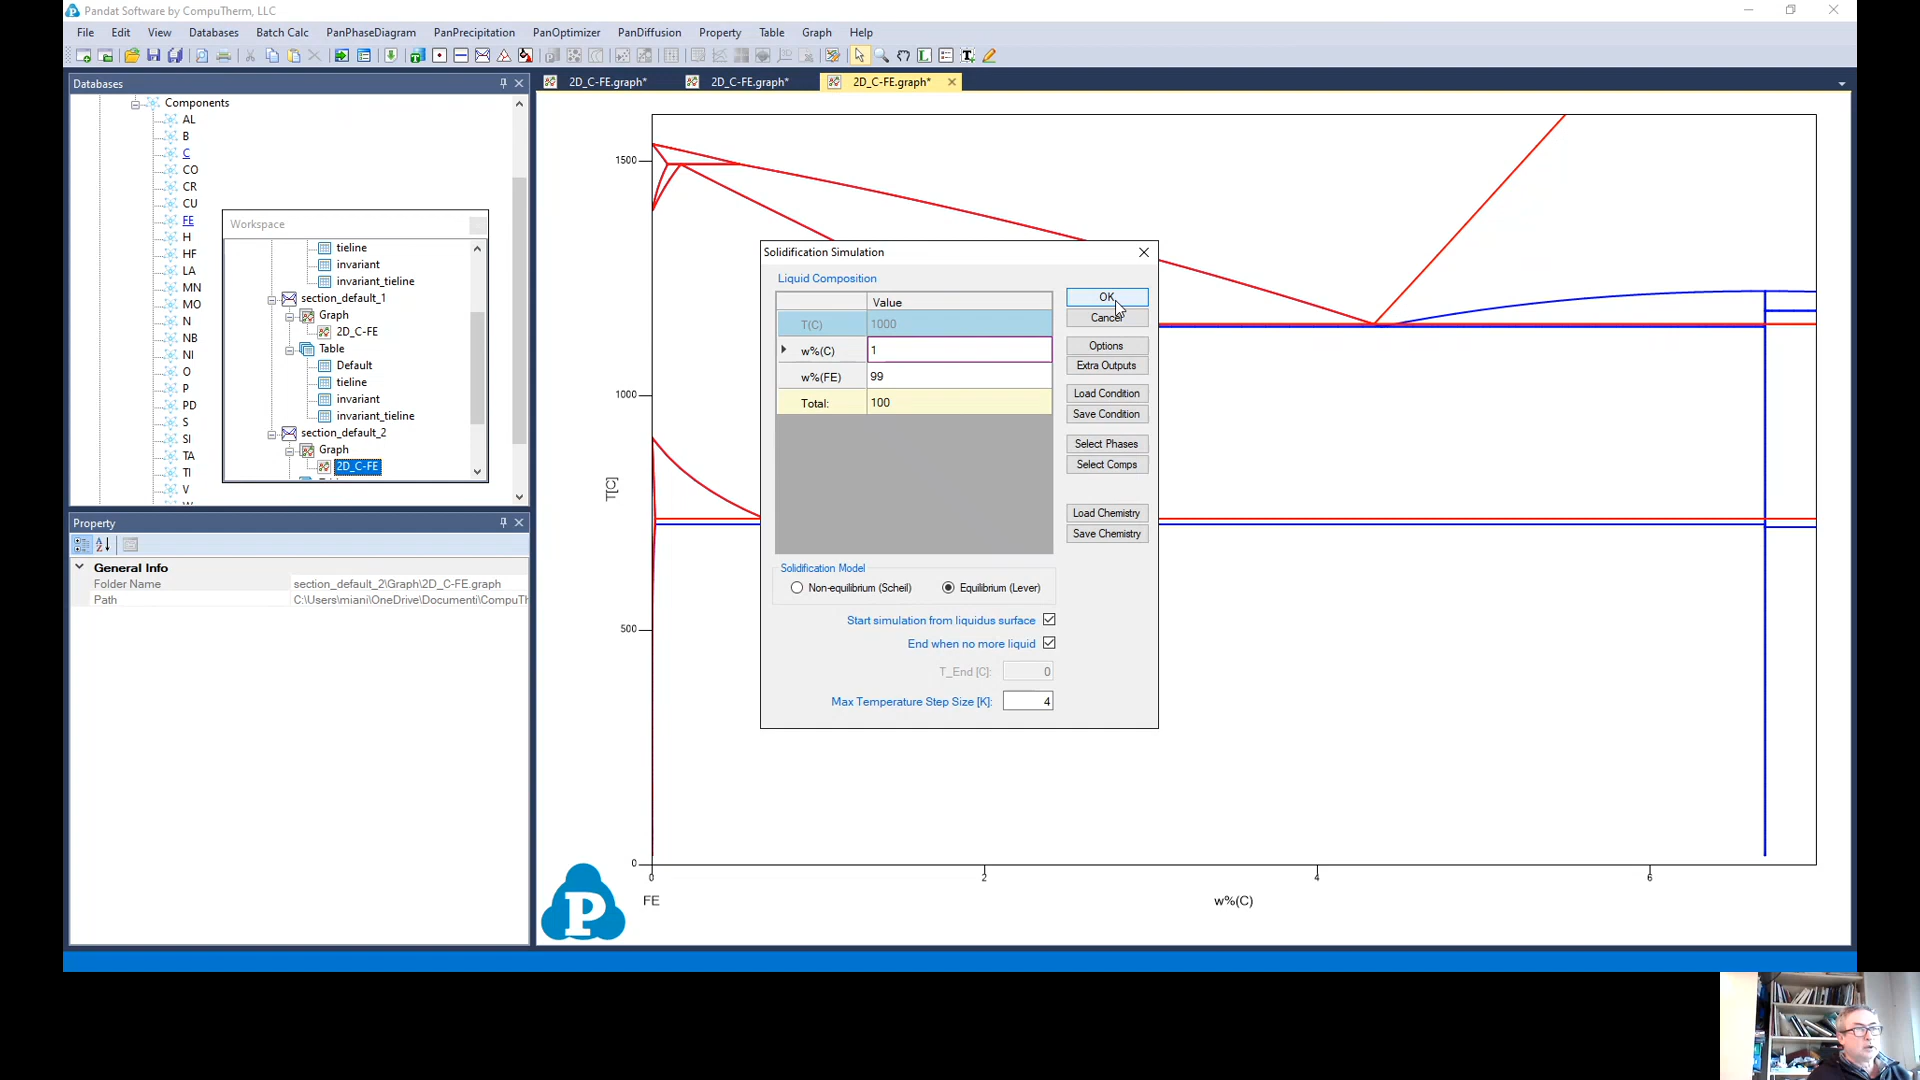 Pandat Software by CompuTherm, LLC
File Edit View Databases Batch Calc PanPhaseDiagram PanPrecipitation PanOptimizer PanDiffusion Property Table Graph Help
Databases
2D_C-FE.graph* 2D_C-FE.graph* 2D_C-FE.graph*
Components
AL
B
C
CO
CR
CU
FE
H
HF
LA
MN
MO
N
NB
NI
O
P
PD
S
SI
TA
TI
V
Workspace
tieline
invariant
invariant_tieline
section_default_1
Graph
2D_C-FE
Table
Default
tieline
invariant
invariant_tieline
section_default_2
Graph
2D_C-FE
Property
General Info
Folder Name section_default_2\Graph\2D_C-FE.graph
Path C:\Users\miani\OneDrive\Documenti\CompuTh
1500
1000
500
0
T[C]
0 2 4 6
FE w%(C)
P
Solidification Simulation
Liquid Composition
Value
T(C) 1000
w%(C) 1
w%(FE) 99
Total: 100
OK
Cancel
Options
Extra Outputs
Load Condition
Save Condition
Select Phases
Select Comps
Load Chemistry
Save Chemistry
Solidification Model
Non-equilibrium (Scheil) Equilibrium (Lever)
Start simulation from liquidus surface
End when no more liquid
T_End [C]: 0
Max Temperature Step Size [K]: 4